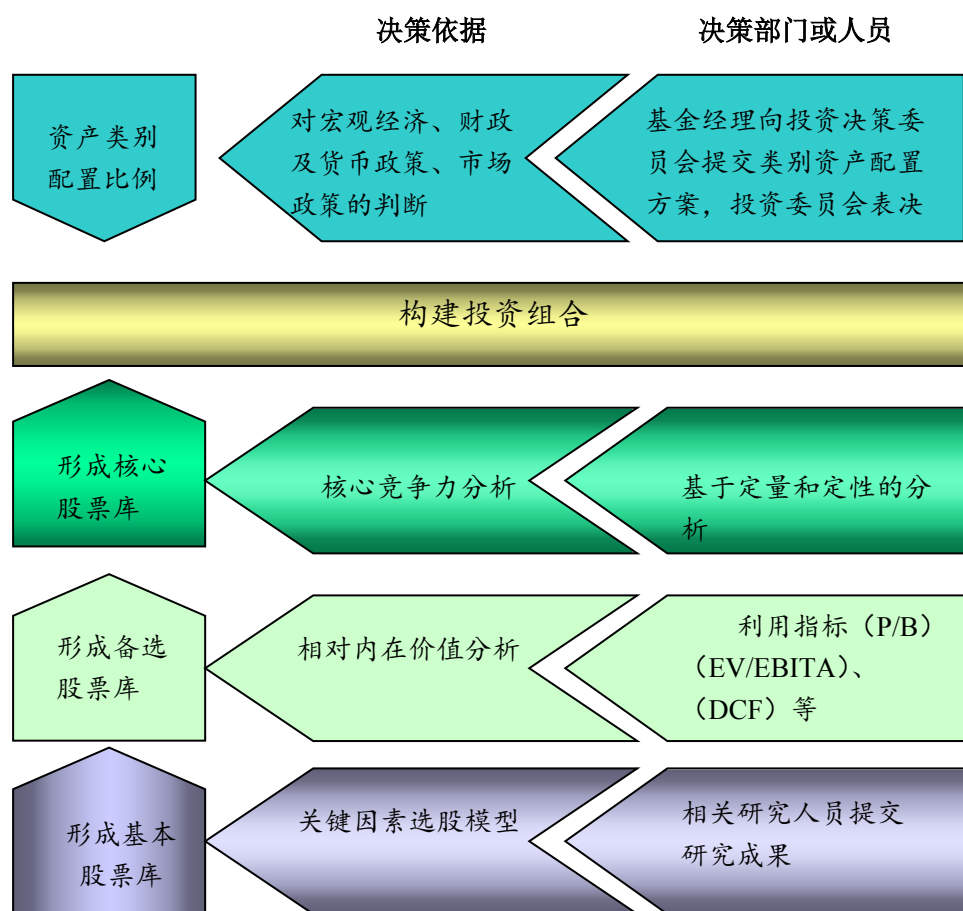 决策依据
决策部门或人员
资产类别
配置比例
对宏观经济、财政
及货币政策、市场
政策的判断
基金经理向投资决策委
员会提交类别资产配置
方案，投资委员会表决
构建投资组合
形成核心
股票库
核心竞争力分析
基于定量和定性的分
析
形成备选
股票库
相对内在价值分析
利用指标（P/B）
（EV/EBITA）、
（DCF）等
形成基本
股票库
关键因素选股模型
相关研究人员提交
研究成果